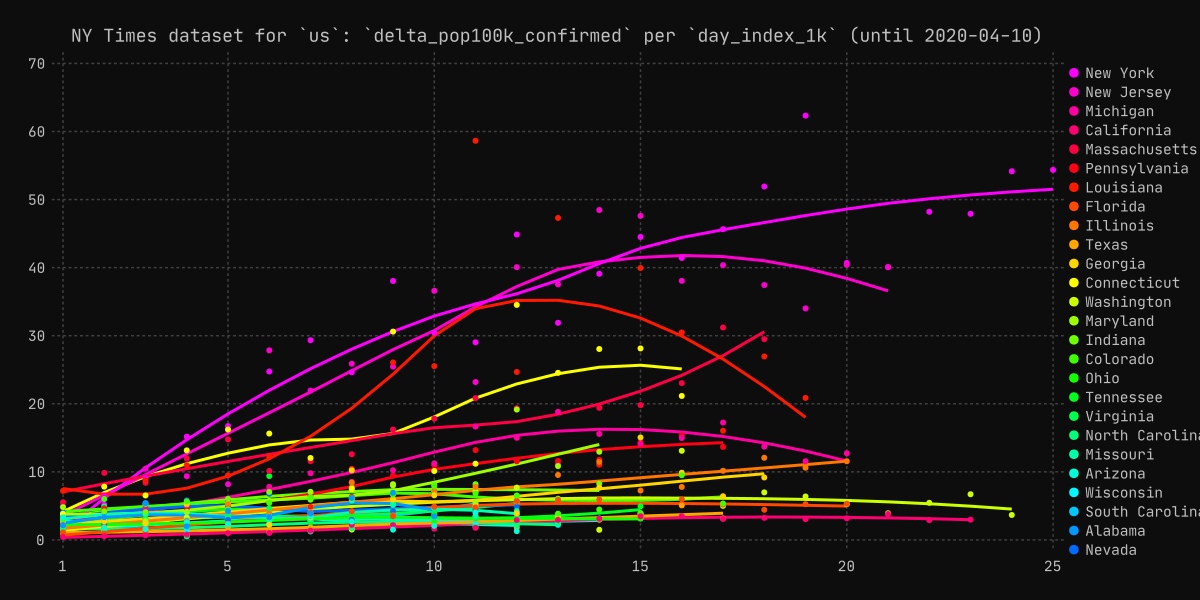 NY Times dataset for `us`: `delta_pop100k_confirmed` per `day_index_1k` (until 2020-04-10)
70
60
50
40
30
20
10
0
1
5
10
15
20
25
New York
New Jersey
Michigan
California
Massachusetts
Pennsylvania
Louisiana
Florida
Illinois
Texas
Georgia
Connecticut
Washington
Maryland
Indiana
Colorado
Ohio
Tennessee
Virginia
North Carolina
Missouri
Arizona
Wisconsin
South Carolina
Alabama
Nevada